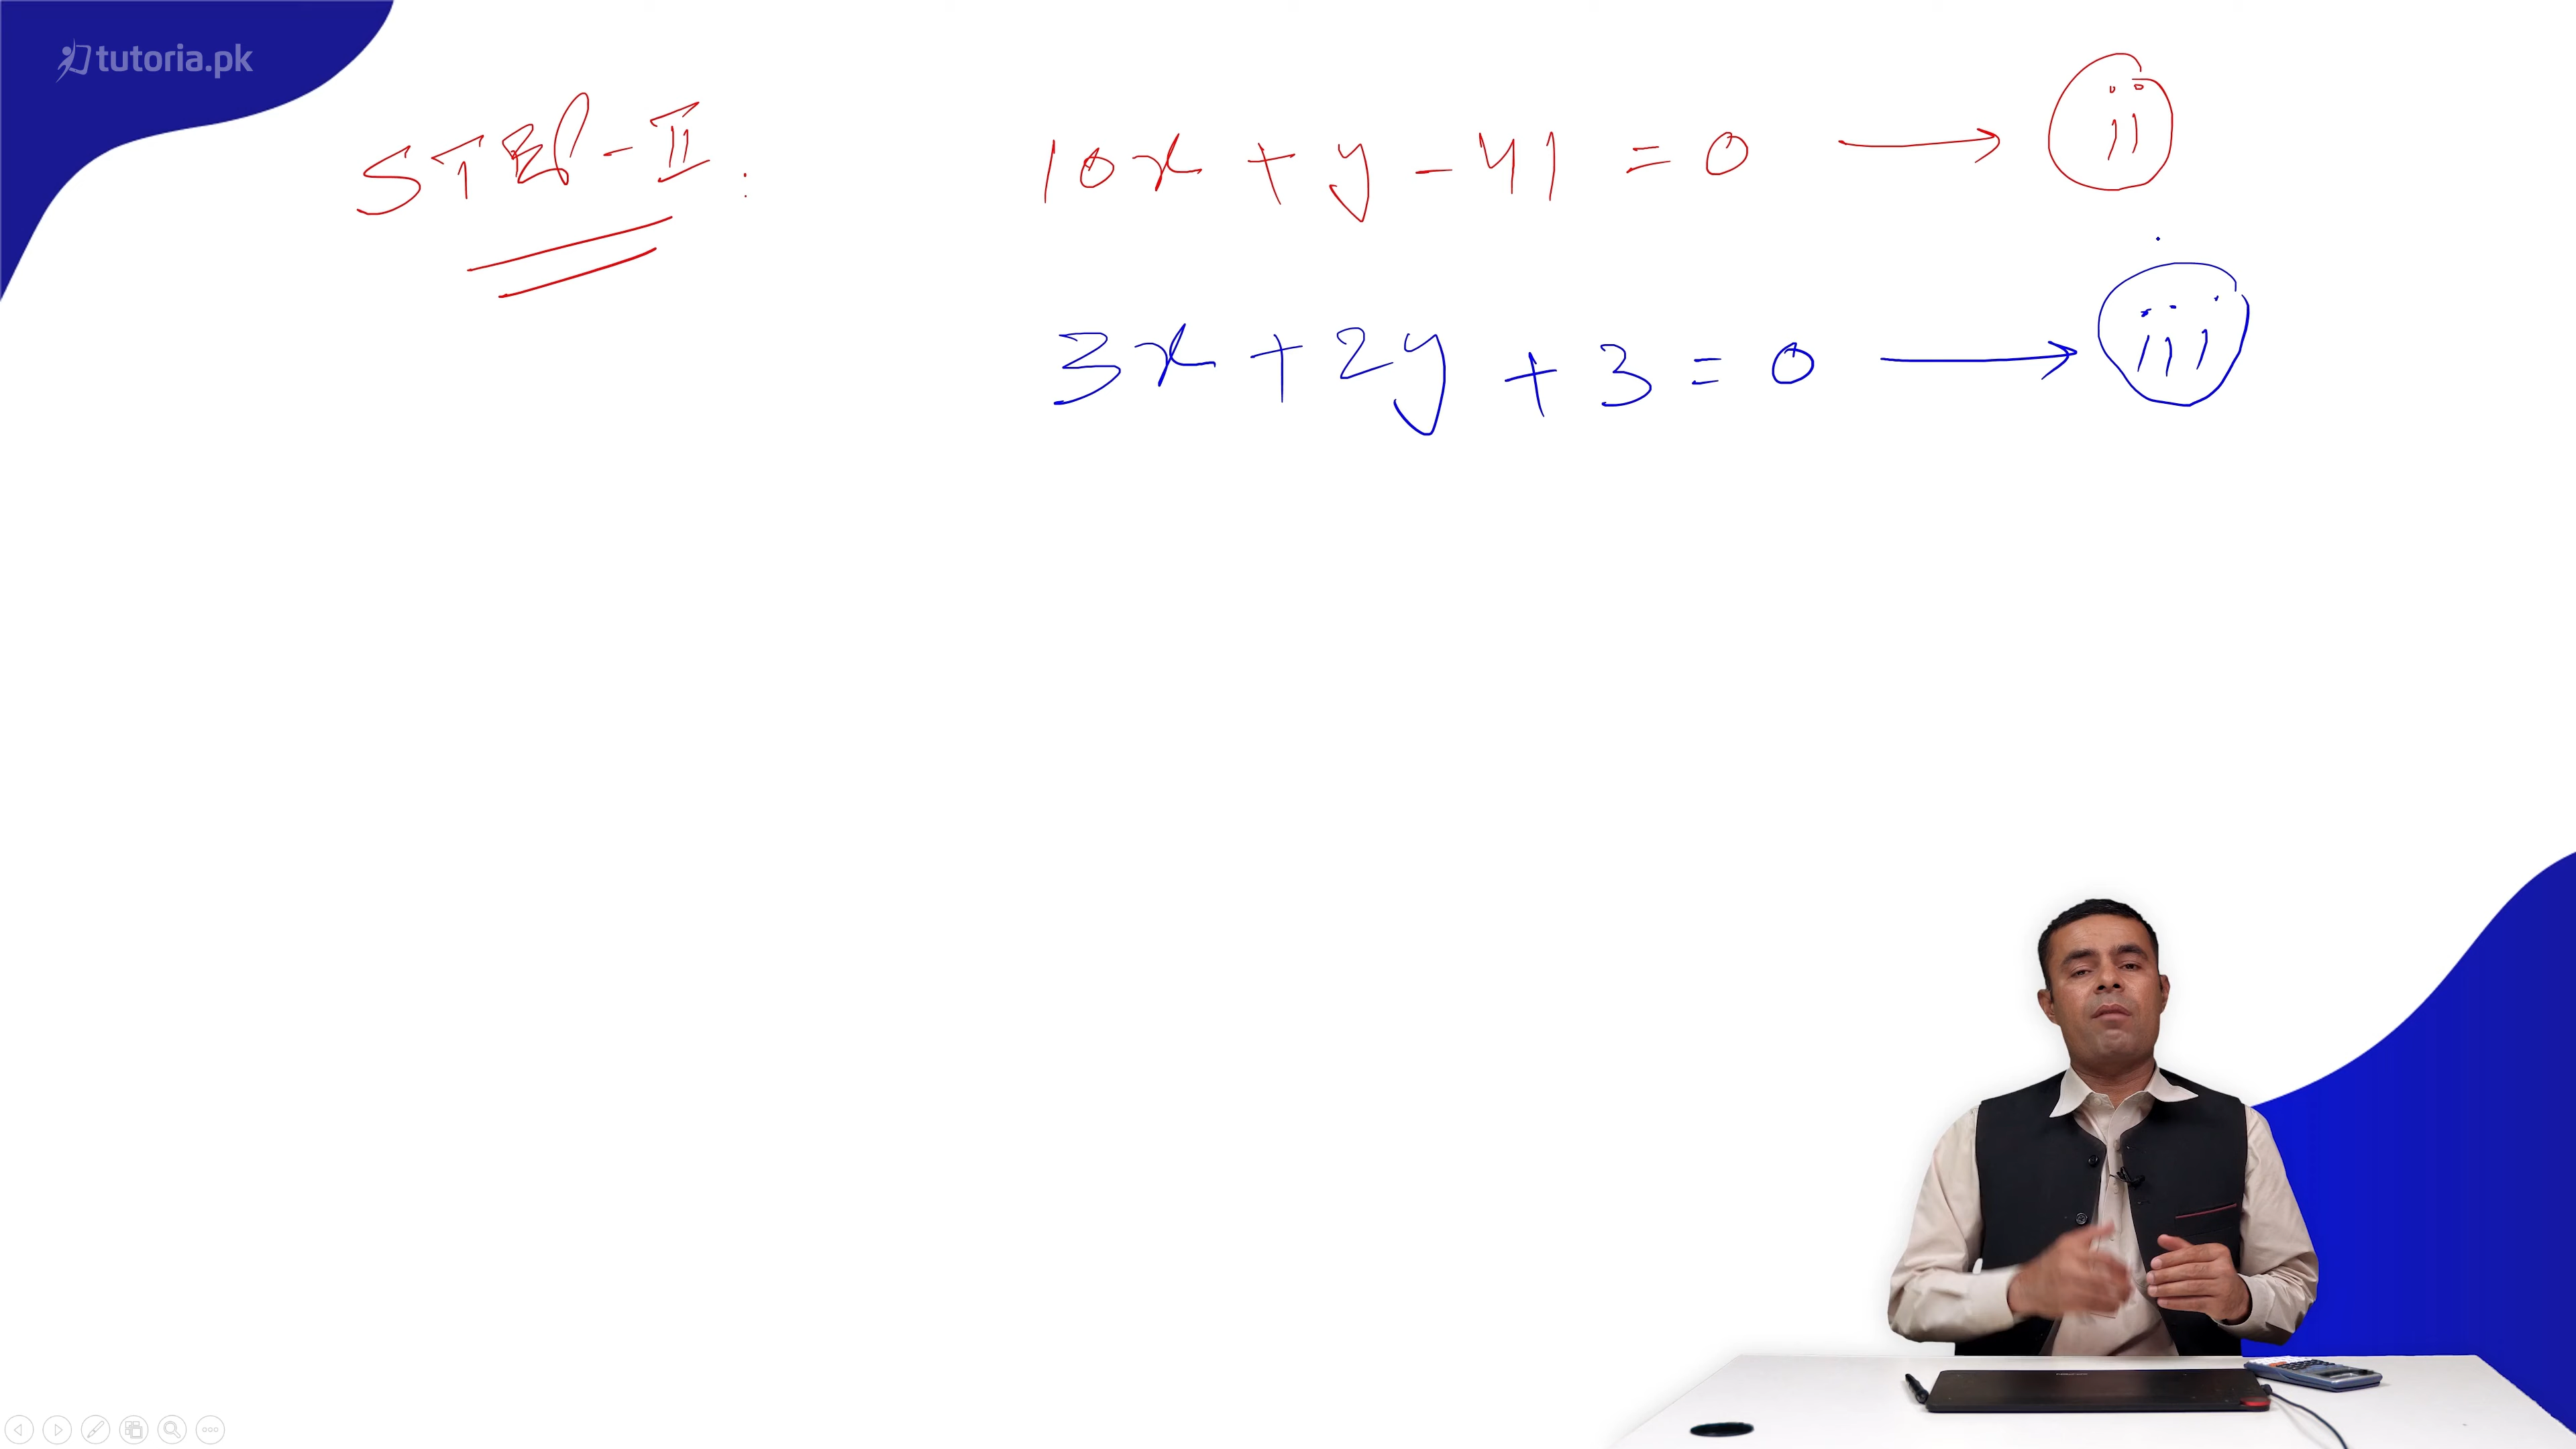 tutoria.pk
STEP-II :
10x + y - 41 = 0 → ii
3x + 2y + 3 = 0 → iii